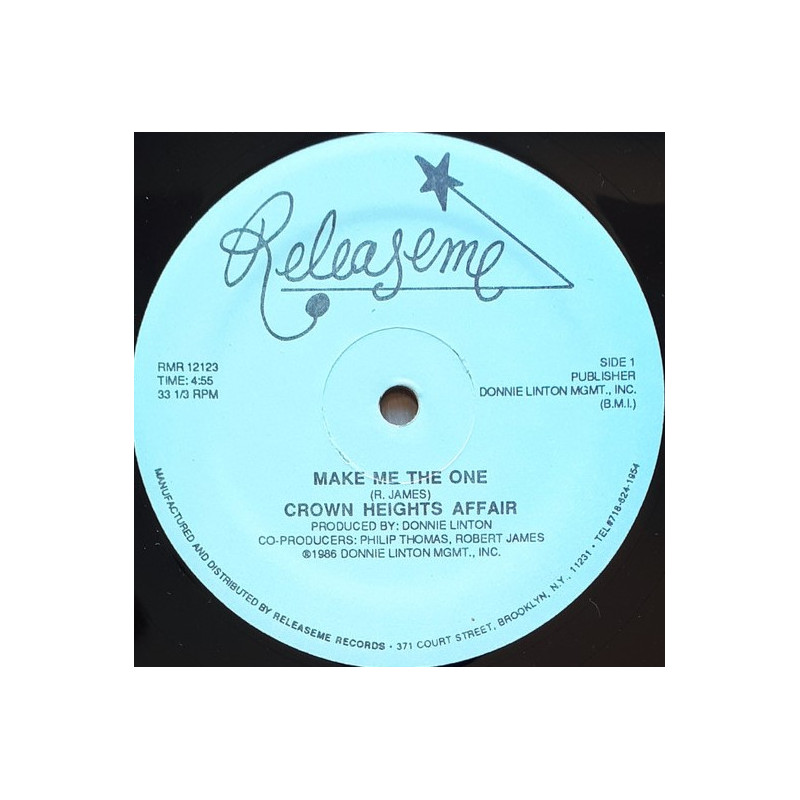 Releaseme
RMR 12123
TIME: 4:55
33 1/3 RPM
SIDE 1
PUBLISHER
DONNIE LINTON MGMT., INC.
(B.M.I.)
MAKE ME THE ONE
(R. JAMES)
CROWN HEIGHTS AFFAIR
PRODUCED BY: DONNIE LINTON
CO-PRODUCERS: PHILIP THOMAS, ROBERT JAMES
®1986 DONNIE LINTON MGMT., INC.
MANUFACTURED AND DISTRIBUTED BY RELEASEME RECORDS · 371 COURT STREET, BROOKLYN, N.Y., 11231 · TEL#718-624-1954